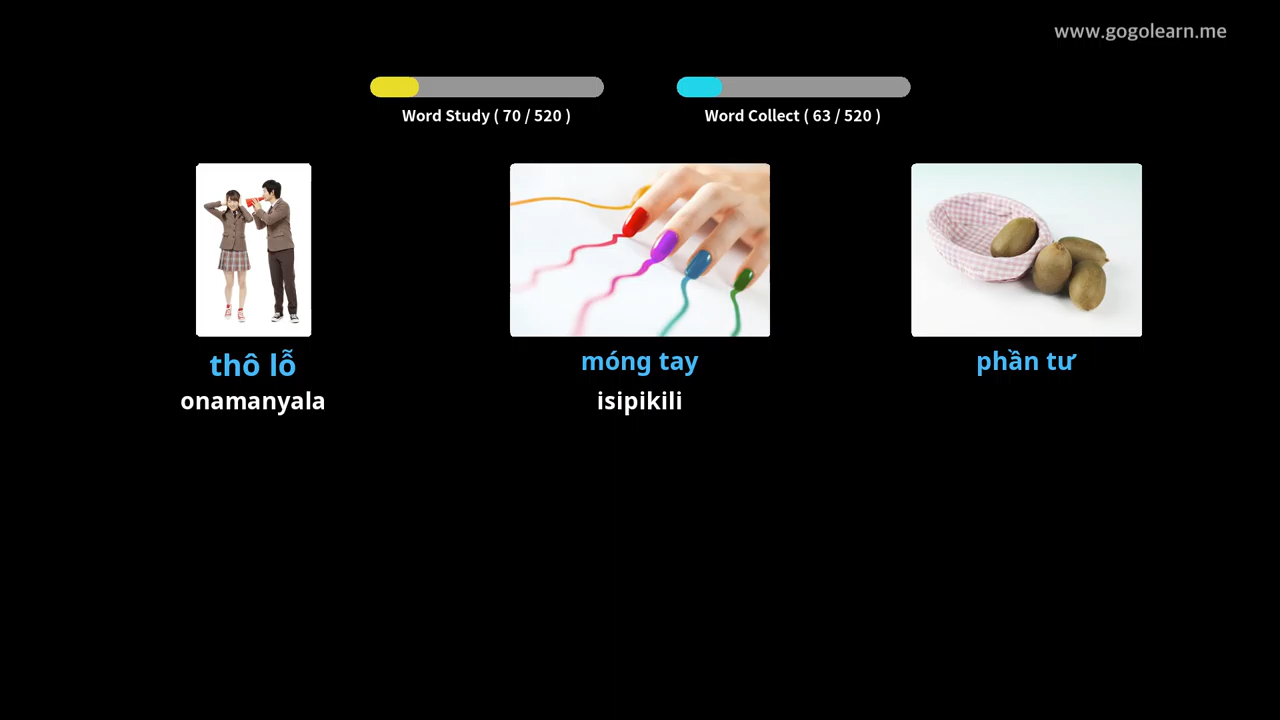 www.gogolearn.me
Word Study ( 70 / 520 )
Word Collect ( 63 / 520 )
thô lỗ
móng tay
phần tư
onamanyala
isipikili